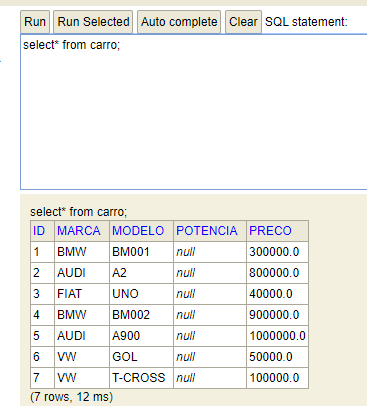 Run Run Selected Auto complete Clear SQL statement:
select* from carro;
select* from carro;
ID MARCA MODELO POTENCIA PRECO
1 BMW BM001 null 300000.0
2 AUDI A2 null 800000.0
3 FIAT UNO null 40000.0
4 BMW BM002 null 900000.0
5 AUDI A900 null 1000000.0
6 VW GOL null 50000.0
7 VW T-CROSS null 100000.0
(7 rows, 12 ms)